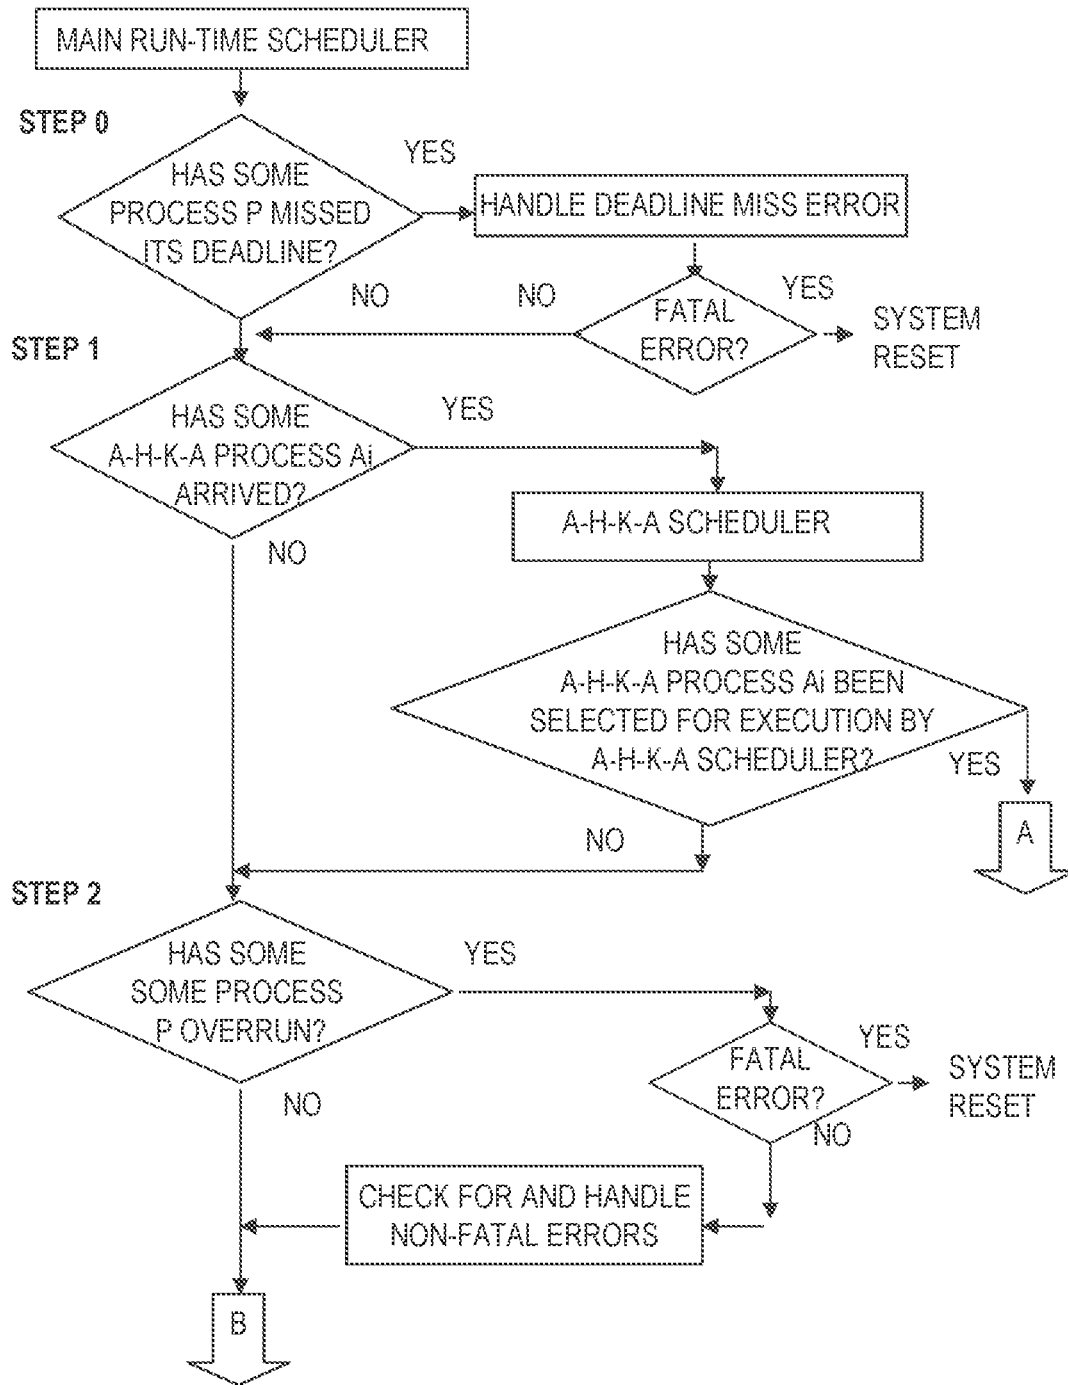 MAIN RUN-TIME SCHEDULER
STEP 0
HAS SOME
PROCESS P MISSED
ITS DEADLINE?
YES
HANDLE DEADLINE MISS ERROR
NO
NO
FATAL
ERROR?
YES
SYSTEM
RESET
STEP 1
HAS SOME
A-H-K-A PROCESS Ai
ARRIVED?
YES
NO
A-H-K-A SCHEDULER
HAS SOME
A-H-K-A PROCESS Ai BEEN
SELECTED FOR EXECUTION BY
A-H-K-A SCHEDULER?
YES
NO
A
STEP 2
HAS SOME
SOME PROCESS
P OVERRUN?
YES
NO
FATAL
ERROR?
YES
SYSTEM
RESET
NO
CHECK FOR AND HANDLE
NON-FATAL ERRORS
B